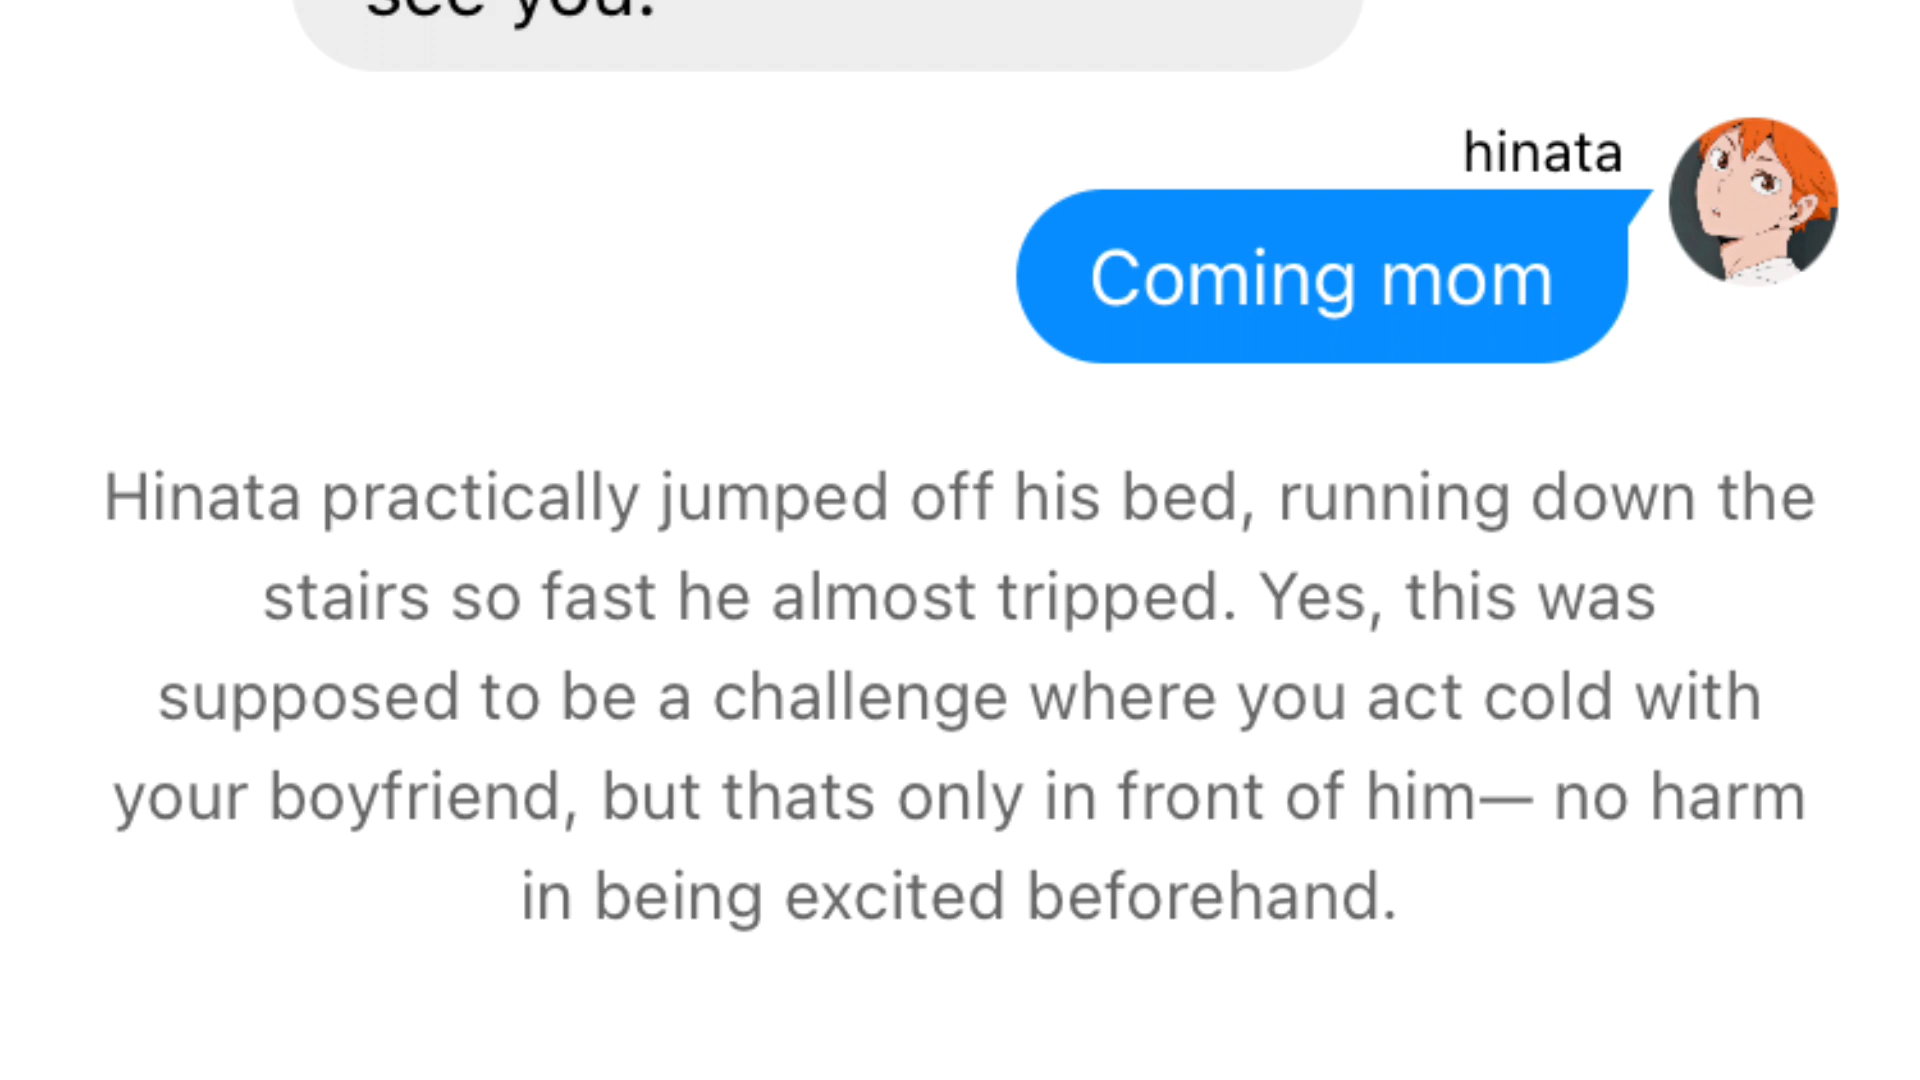 see you.
hinata
Coming mom
Hinata practically jumped off his bed, running down the
stairs so fast he almost tripped. Yes, this was
supposed to be a challenge where you act cold with
your boyfriend, but thats only in front of him— no harm
in being excited beforehand.